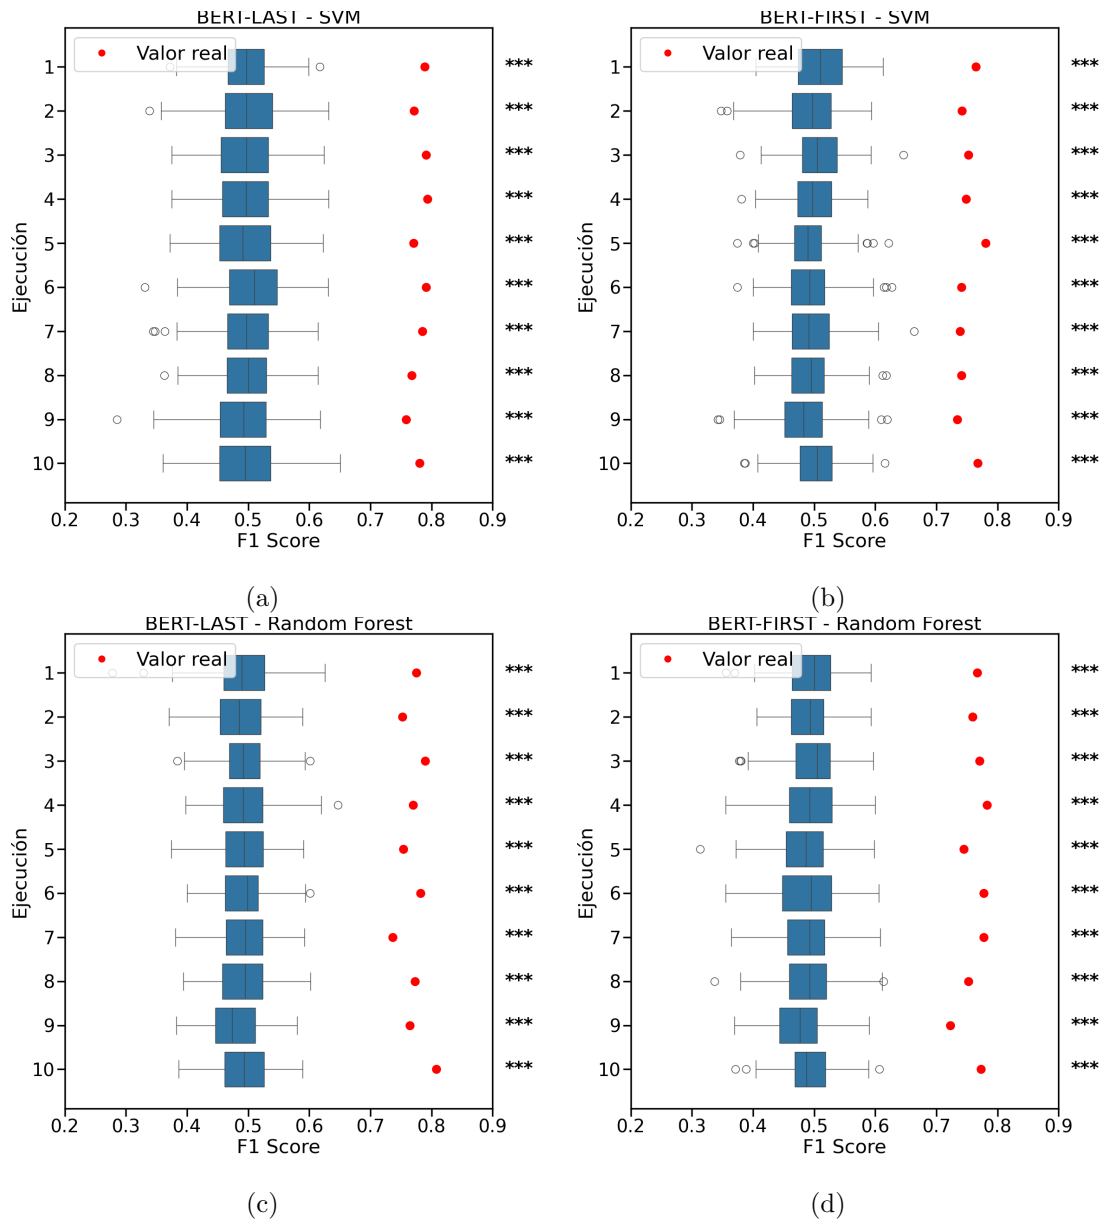 BERT-LAST - SVM
Valor real
1 ***
2 ***
3 ***
4 ***
5 ***
6 ***
7 ***
8 ***
9 ***
10 ***
Ejecución
0.2 0.3 0.4 0.5 0.6 0.7 0.8 0.9
F1 Score
(a)
BERT-FIRST - SVM
Valor real
1 ***
2 ***
3 ***
4 ***
5 ***
6 ***
7 ***
8 ***
9 ***
10 ***
Ejecución
0.2 0.3 0.4 0.5 0.6 0.7 0.8 0.9
F1 Score
(b)
BERT-LAST - Random Forest
Valor real
1 ***
2 ***
3 ***
4 ***
5 ***
6 ***
7 ***
8 ***
9 ***
10 ***
Ejecución
0.2 0.3 0.4 0.5 0.6 0.7 0.8 0.9
F1 Score
(c)
BERT-FIRST - Random Forest
Valor real
1 ***
2 ***
3 ***
4 ***
5 ***
6 ***
7 ***
8 ***
9 ***
10 ***
Ejecución
0.2 0.3 0.4 0.5 0.6 0.7 0.8 0.9
F1 Score
(d)